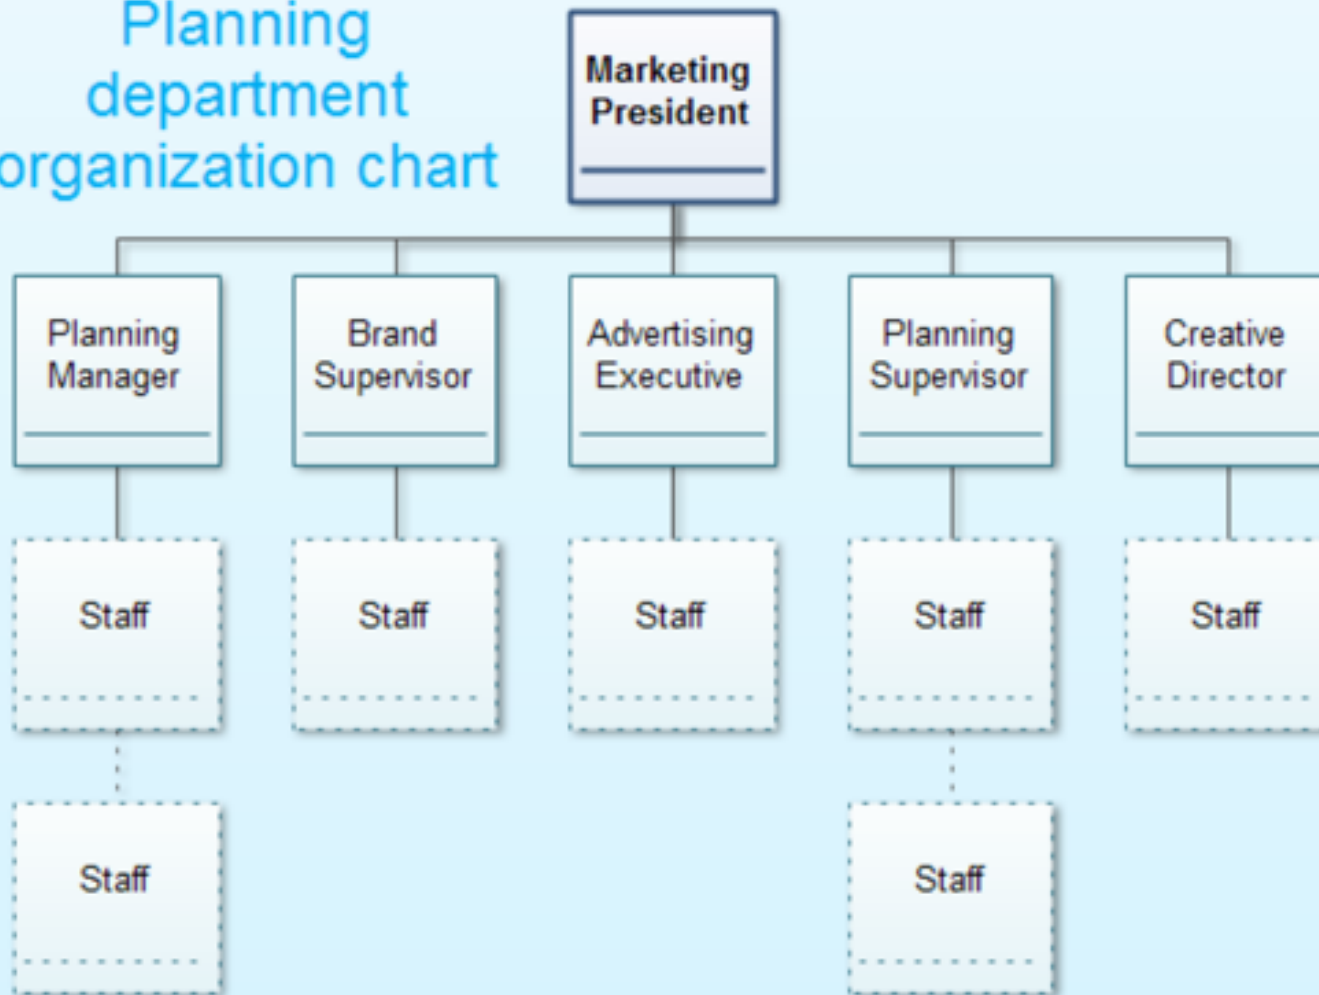 Planning
department
organization chart
Marketing
President
Planning
Manager
Brand
Supervisor
Advertising
Executive
Planning
Supervisor
Creative
Director
Staff
Staff
Staff
Staff
Staff
Staff
Staff